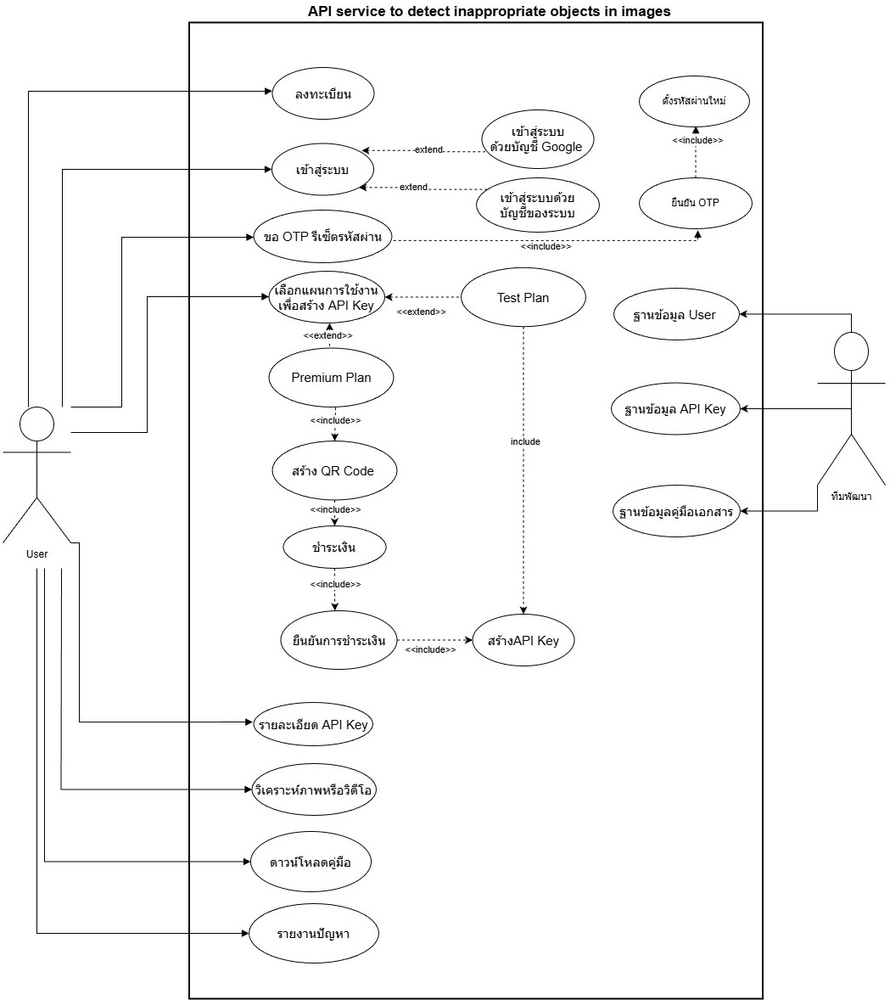 API service to detect inappropriate objects in images
ลงทะเบียน
ตั้งรหัสผ่านใหม่
เข้าสู่ระบบ
ด้วยบัญชี Google
<<include>>
extend
เข้าสู่ระบบ
extend
เข้าสู่ระบบด้วย
บัญชีของระบบ
ยืนยัน OTP
ขอ OTP รีเซ็ตรหัสผ่าน
<<include>>
เลือกแผนการใช้งาน
เพื่อสร้าง API Key
Test Plan
<<extend>>
ฐานข้อมูล User
<<extend>>
Premium Plan
ฐานข้อมูล API Key
<<include>>
include
สร้าง QR Code
ทีมพัฒนา
<<include>>
ฐานข้อมูลคู่มือเอกสาร
ชำระเงิน
User
<<include>>
ยืนยันการชำระเงิน
<<include>>
สร้างAPI Key
รายละเอียด API Key
วิเคราะห์ภาพหรือวิดีโอ
ดาวน์โหลดคู่มือ
รายงานปัญหา